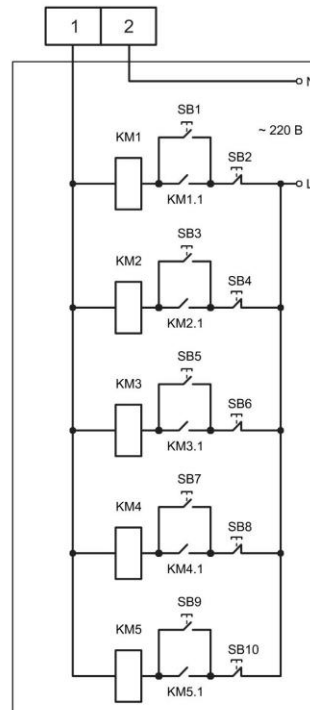 1 2
N
SB1
~ 220 В
KM1 SB2
L
KM1.1
SB3
KM2 SB4
KM2.1
SB5
KM3 SB6
KM3.1
SB7
KM4 SB8
KM4.1
SB9
KM5 SB10
KM5.1